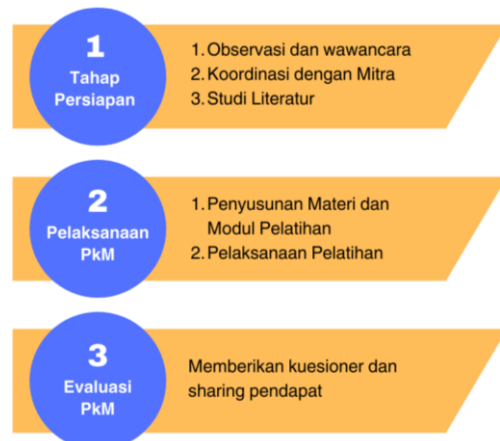 1
Tahap
Persiapan
1. Observasi dan wawancara
2. Koordinasi dengan Mitra
3. Studi Literatur
2
Pelaksanaan
PkM
1. Penyusunan Materi dan
Modul Pelatihan
2. Pelaksanaan Pelatihan
3
Evaluasi
PkM
Memberikan kuesioner dan
sharing pendapat